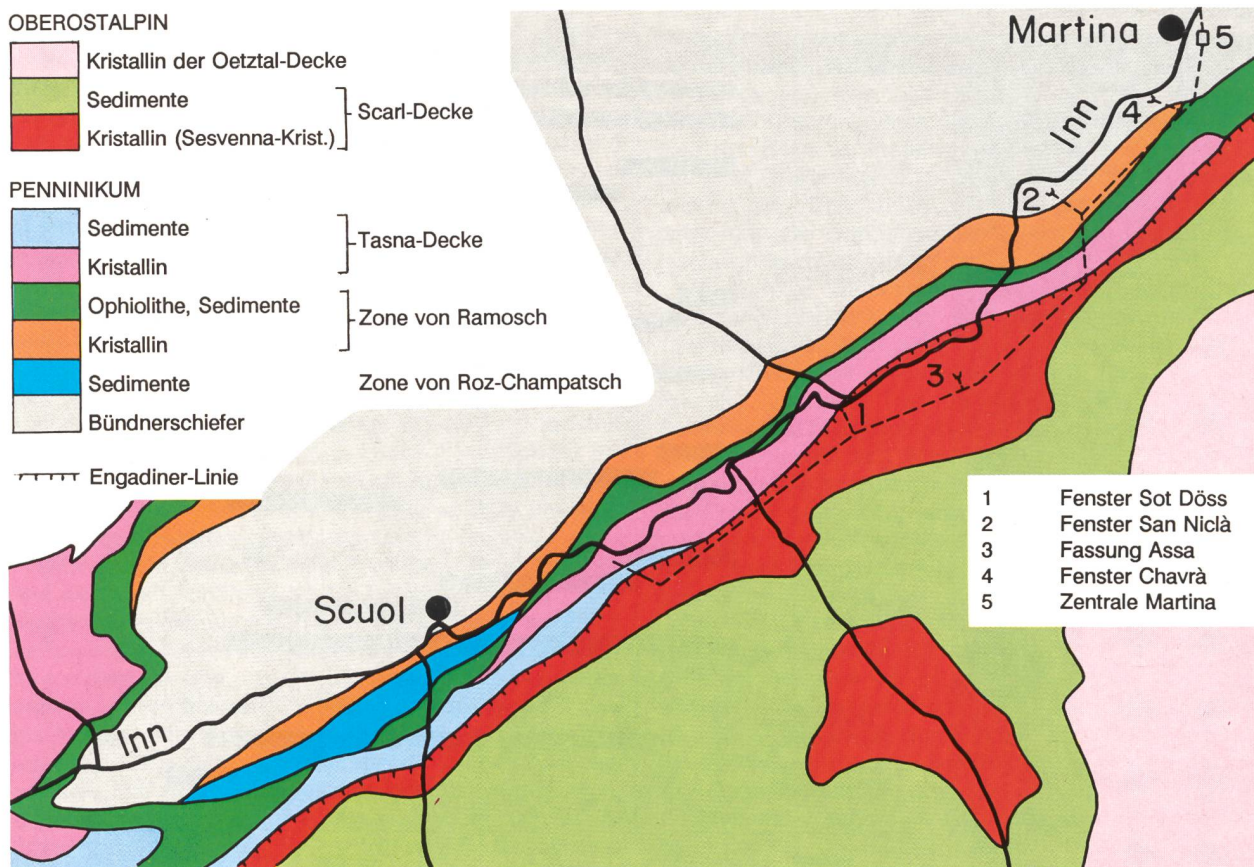 OBEROSTALPIN
Kristallin der Oetztal-Decke
Sedimente
Kristallin (Sesvenna-Krist.)
Scarl-Decke
PENNINIKUM
Sedimente
Kristallin
Tasna-Decke
Ophiolithe, Sedimente
Kristallin
Zone von Ramosch
Sedimente
Zone von Roz-Champatsch
Bündnerschiefer
Engadiner-Linie
Martina
5
4
Inn
2
3
1
Scuol
Inn
1 Fenster Sot Döss
2 Fenster San Niclà
3 Fassung Assa
4 Fenster Chavrà
5 Zentrale Martina